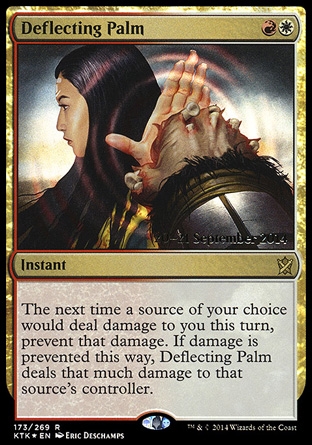 Deflecting Palm
20–21 September 2014
Instant
The next time a source of your choice
would deal damage to you this turn,
prevent that damage. If damage is
prevented this way, Deflecting Palm
deals that much damage to that
source's controller.
173/269 R
KTK • EN Eric Deschamps
™ & © 2014 Wizards of the Coast